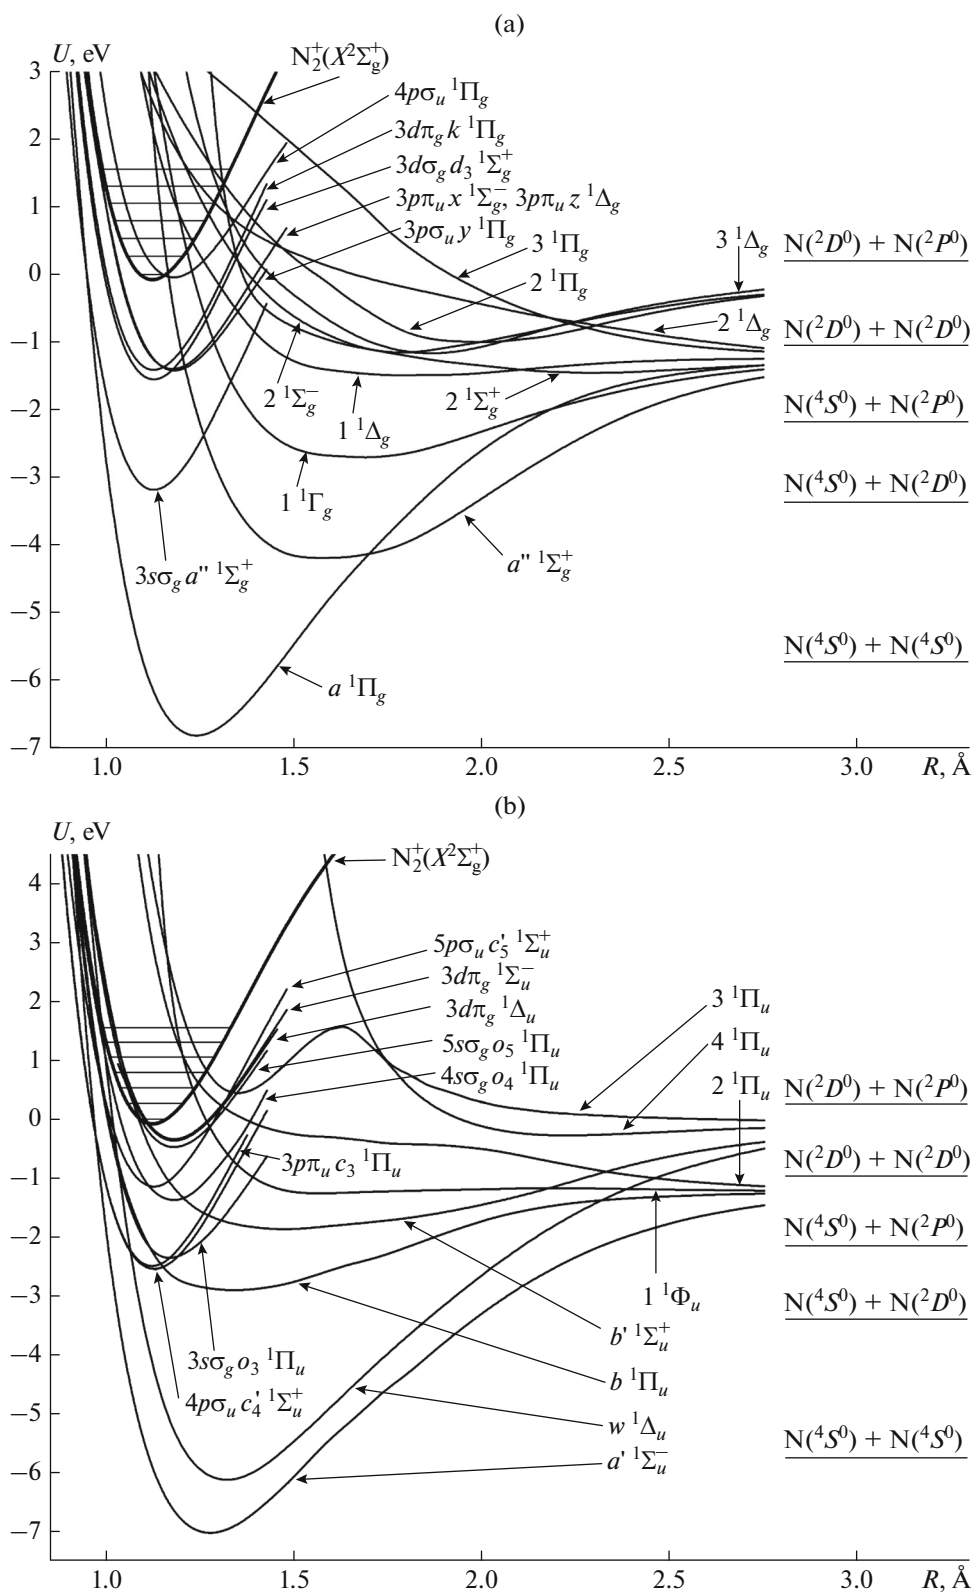 (a)
U, eV
N₂⁺(X²Σg⁺)
3
2
1
0
−1
−2
−3
−4
−5
−6
−7
4pσᵤ ¹Πg
3dπg k ¹Πg
3dσg d₃ ¹Σg⁺
3pπᵤ x ¹Σg⁻, 3pπᵤ z ¹Δg
3pσᵤ y ¹Πg
3 ¹Πg
2 ¹Πg
3 ¹Δg
2 ¹Δg
2 ¹Σg⁻
1 ¹Δg
2 ¹Σg⁺
1 ¹Γg
3sσg a″ ¹Σg⁺
a″ ¹Σg⁺
a ¹Πg
N(²D⁰) + N(²P⁰)
N(²D⁰) + N(²D⁰)
N(⁴S⁰) + N(²P⁰)
N(⁴S⁰) + N(²D⁰)
N(⁴S⁰) + N(⁴S⁰)
1.0 1.5 2.0 2.5 3.0 R, Å
(b)
U, eV
N₂⁺(X²Σg⁺)
4
3
2
1
0
−1
−2
−3
−4
−5
−6
−7
5pσᵤ c′₅ ¹Σᵤ⁺
3dπg ¹Σᵤ⁻
3dπg ¹Δᵤ
5sσg o₅ ¹Πᵤ
4sσg o₄ ¹Πᵤ
3pπᵤ c₃ ¹Πᵤ
3 ¹Πᵤ
4 ¹Πᵤ
2 ¹Πᵤ
1 ¹Φᵤ
b′ ¹Σᵤ⁺
3sσg o₃ ¹Πᵤ
b ¹Πᵤ
4pσᵤ c′₄ ¹Σᵤ⁺
w ¹Δᵤ
a′ ¹Σᵤ⁻
N(²D⁰) + N(²P⁰)
N(²D⁰) + N(²D⁰)
N(⁴S⁰) + N(²P⁰)
N(⁴S⁰) + N(²D⁰)
N(⁴S⁰) + N(⁴S⁰)
1.0 1.5 2.0 2.5 3.0 R, Å